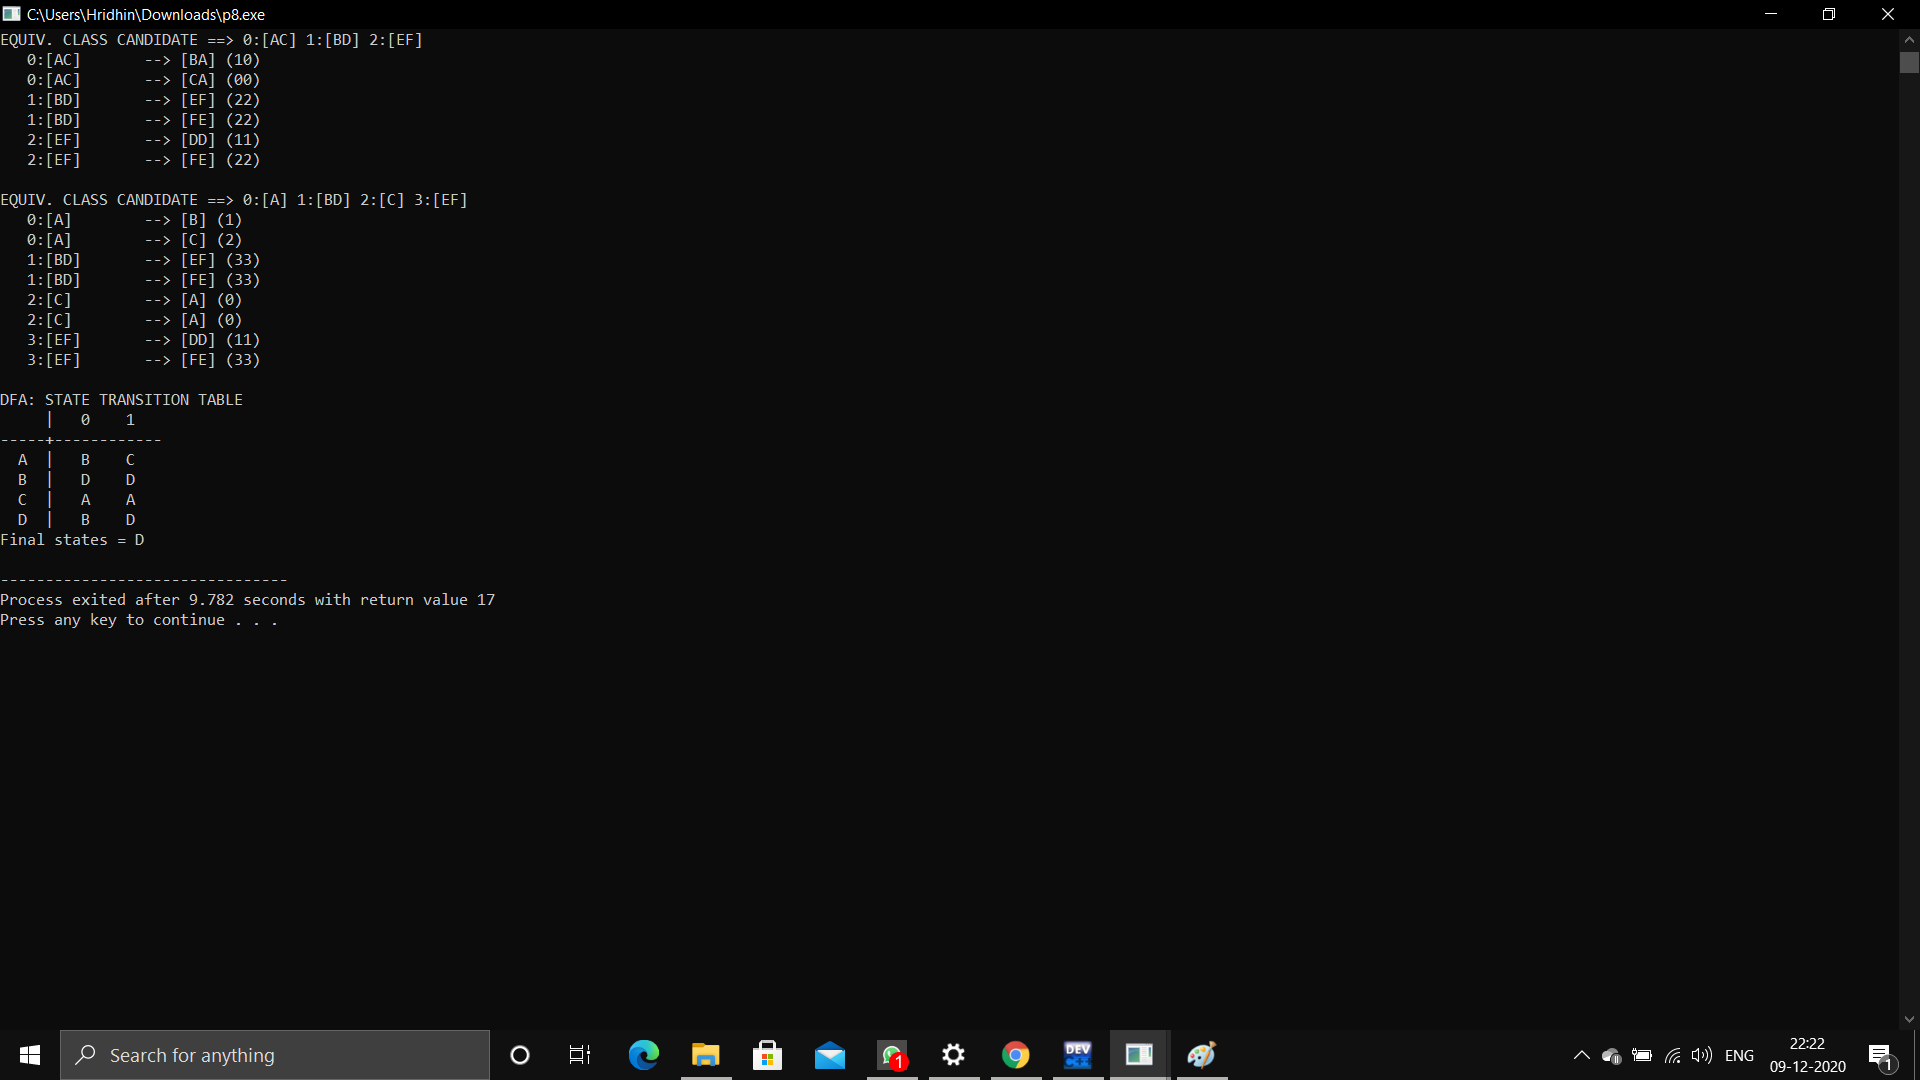 C:\Users\Hridhin\Downloads\p8.exe
EQUIV. CLASS CANDIDATE ==> 0:[AC] 1:[BD] 2:[EF]
   0:[AC]       --> [BA] (10)
   0:[AC]       --> [CA] (00)
   1:[BD]       --> [EF] (22)
   1:[BD]       --> [FE] (22)
   2:[EF]       --> [DD] (11)
   2:[EF]       --> [FE] (22)
EQUIV. CLASS CANDIDATE ==> 0:[A] 1:[BD] 2:[C] 3:[EF]
   0:[A]        --> [B] (1)
   0:[A]        --> [C] (2)
   1:[BD]       --> [EF] (33)
   1:[BD]       --> [FE] (33)
   2:[C]        --> [A] (0)
   2:[C]        --> [A] (0)
   3:[EF]       --> [DD] (11)
   3:[EF]       --> [FE] (33)
DFA: STATE TRANSITION TABLE
     |   0    1
-----+------------
  A  |   B    C
  B  |   D    D
  C  |   A    A
  D  |   B    D
Final states = D
--------------------------------
Process exited after 9.782 seconds with return value 17
Press any key to continue . . .
Search for anything
1
DEV
C++
ENG
22:22
09-12-2020
1